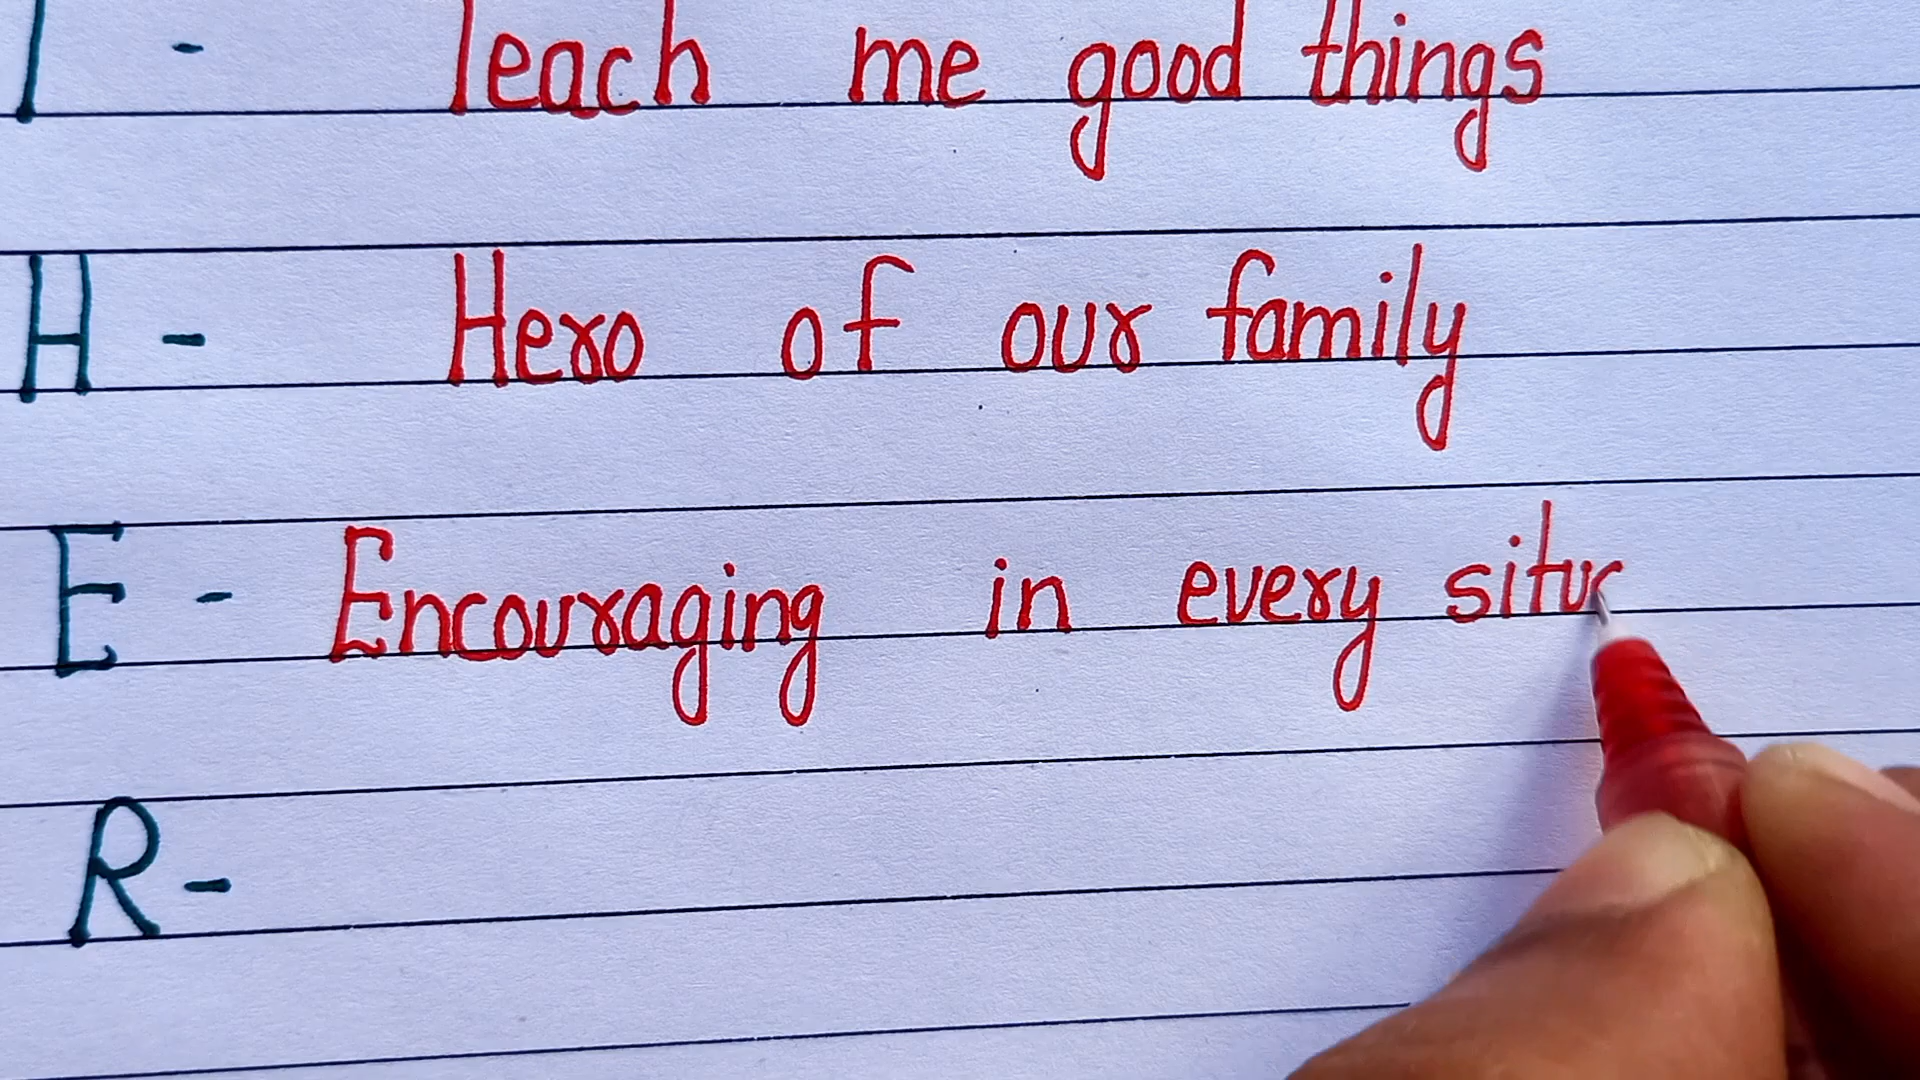 T - Teach me good things
H - Hero of our family
E - Encouraging in every situ
R -